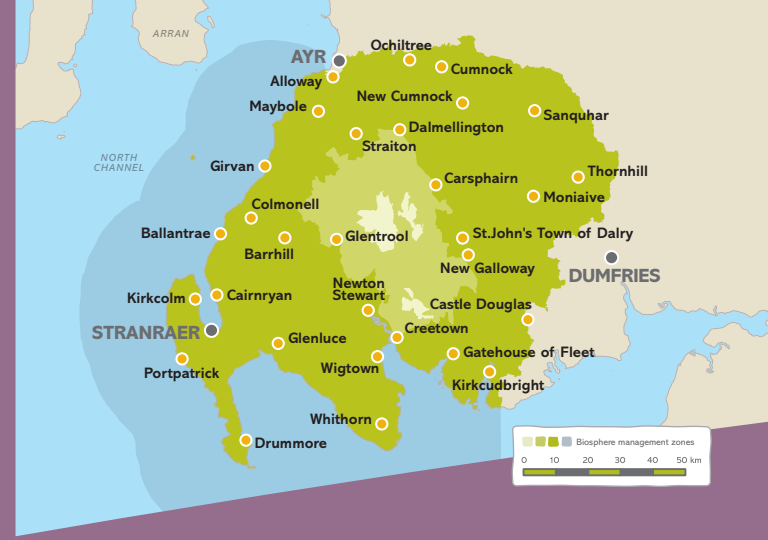 ARRAN
Ochiltree
AYR
Cumnock
Alloway
New Cumnock
Maybole
Sanquhar
Dalmellington
Straiton
NORTH
CHANNEL
Girvan
Thornhill
Carsphairn
Moniaive
Colmonell
Ballantrae
St.John's Town of Dalry
Glentrool
Barrhill
New Galloway
DUMFRIES
Newton
Stewart
Kirkcolm
Cairnryan
Castle Douglas
STRANRAER
Creetown
Glenluce
Gatehouse of Fleet
Wigtown
Portpatrick
Kirkcudbright
Whithorn
Drummore
Biosphere management zones
0 10 20 30 40 50 km